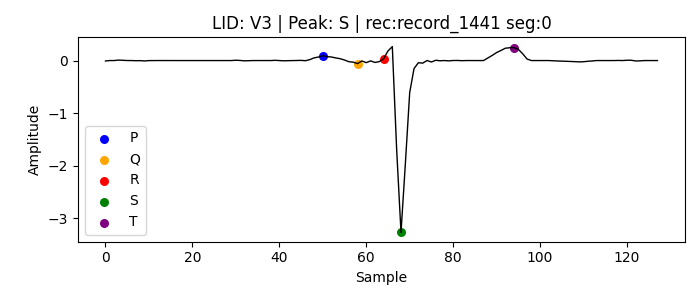 LID: V3 | Peak: S | rec:record_1441 seg:0
Amplitude
0
−1
−2
−3
P
Q
R
S
T
0 20 40 60 80 100 120
Sample